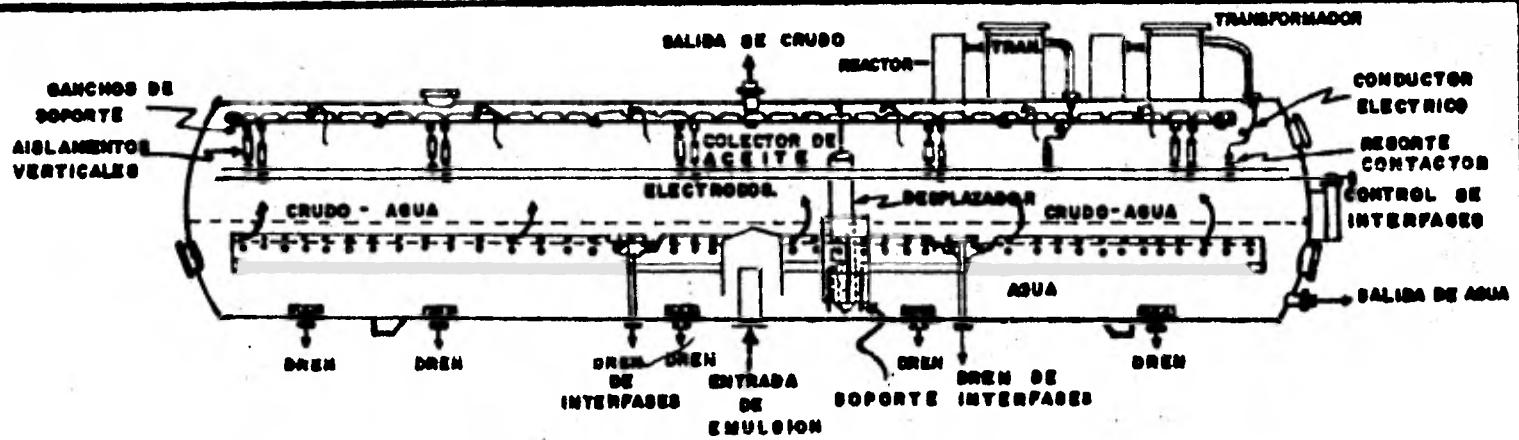 TRANSFORMADOR
SALIDA DE CRUDO
TRAN.
REACTOR
GANCHOS DE
SOPORTE
CONDUCTOR
ELECTRICO
AISLAMIENTOS
VERTICALES
COLECTOR DE
ACEITE
RESORTE
CONTACTOR
ELECTRODOS.
DESPLAZADOR
CONTROL DE
INTERFASES
CRUDO - AGUA
CRUDO-AGUA
AGUA
SALIDA DE AGUA
DREN
DREN
DREN
DE
INTERFASES
DREN
ENTRADA
DE
EMULSION
SOPORTE
DREN
DREN DE
INTERFASES
DREN